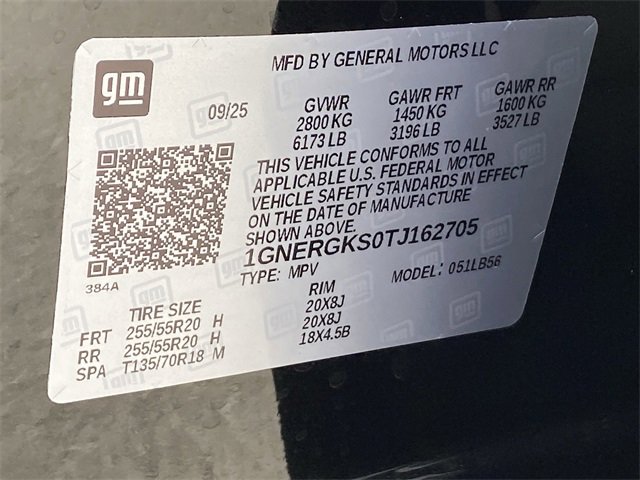 gm
MFD BY GENERAL MOTORS LLC
09/25
GVWR GAWR FRT GAWR RR
2800 KG 1450 KG 1600 KG
6173 LB 3196 LB 3527 LB
THIS VEHICLE CONFORMS TO ALL
APPLICABLE U.S. FEDERAL MOTOR
VEHICLE SAFETY STANDARDS IN EFFECT
ON THE DATE OF MANUFACTURE
SHOWN ABOVE.
1GNERGKS0TJ162705
TYPE: MPV MODEL: 051LB56
384A
TIRE SIZE RIM
FRT 255/55R20 H 20X8J
RR 255/55R20 H 20X8J
SPA T135/70R18 M 18X4.5B